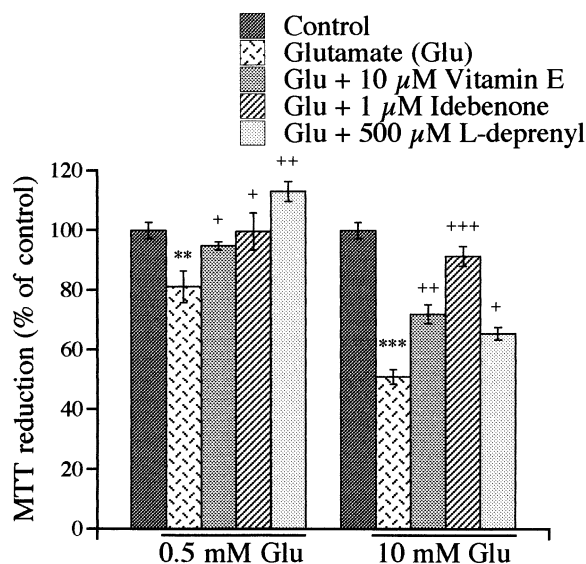 Control
Glutamate (Glu)
Glu + 10 µM Vitamin E
Glu + 1 µM Idebenone
Glu + 500 µM L-deprenyl
MTT reduction (% of control)
120
100
80
60
40
20
0
**
+
+
++
***
++
+++
+
0.5 mM Glu
10 mM Glu